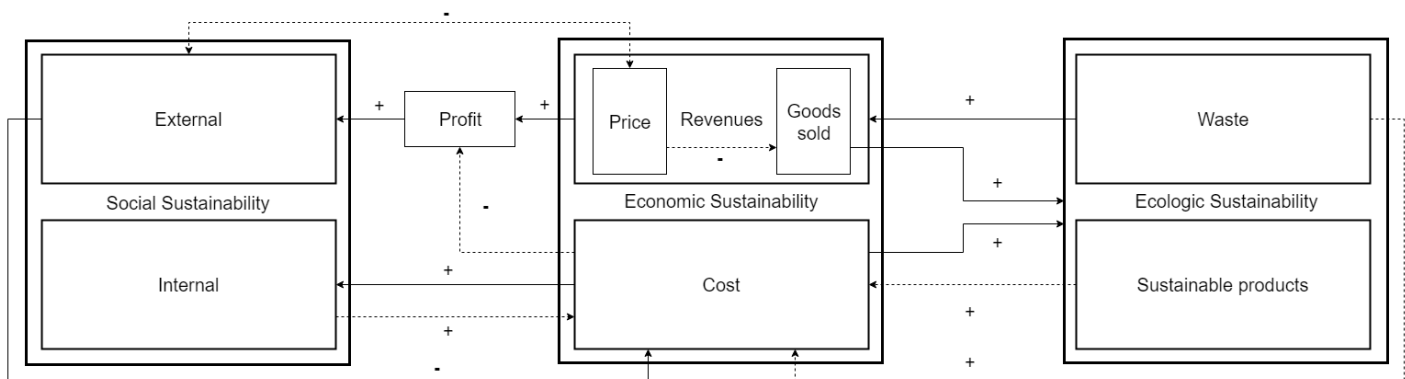 -
External
+
Profit
+
Price
Revenues
-
Goods
sold
+
Waste
-
+
Social Sustainability
Economic Sustainability
Ecologic Sustainability
+
Internal
+
Cost
Sustainable products
+
+
-
+